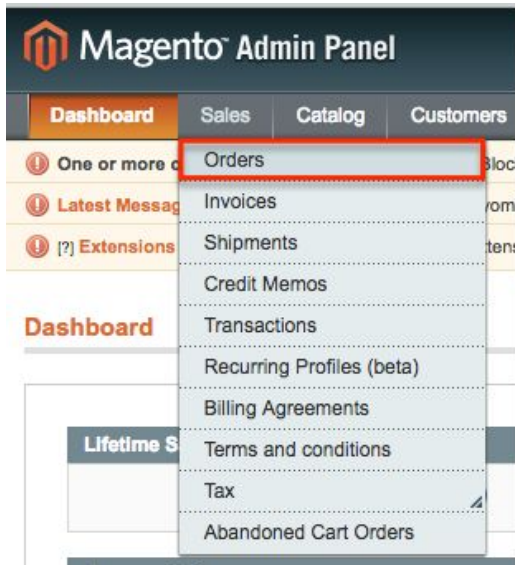 Magento Admin Panel
Dashboard Sales Catalog Customers
One or more
Orders
Latest
Invoices
[?] Extensions
Shipments
Credit Memos
Dashboard
Transactions
Recurring Profiles (beta)
Billing Agreements
Lifetime
Terms and conditions
Tax
Abandoned Cart Orders